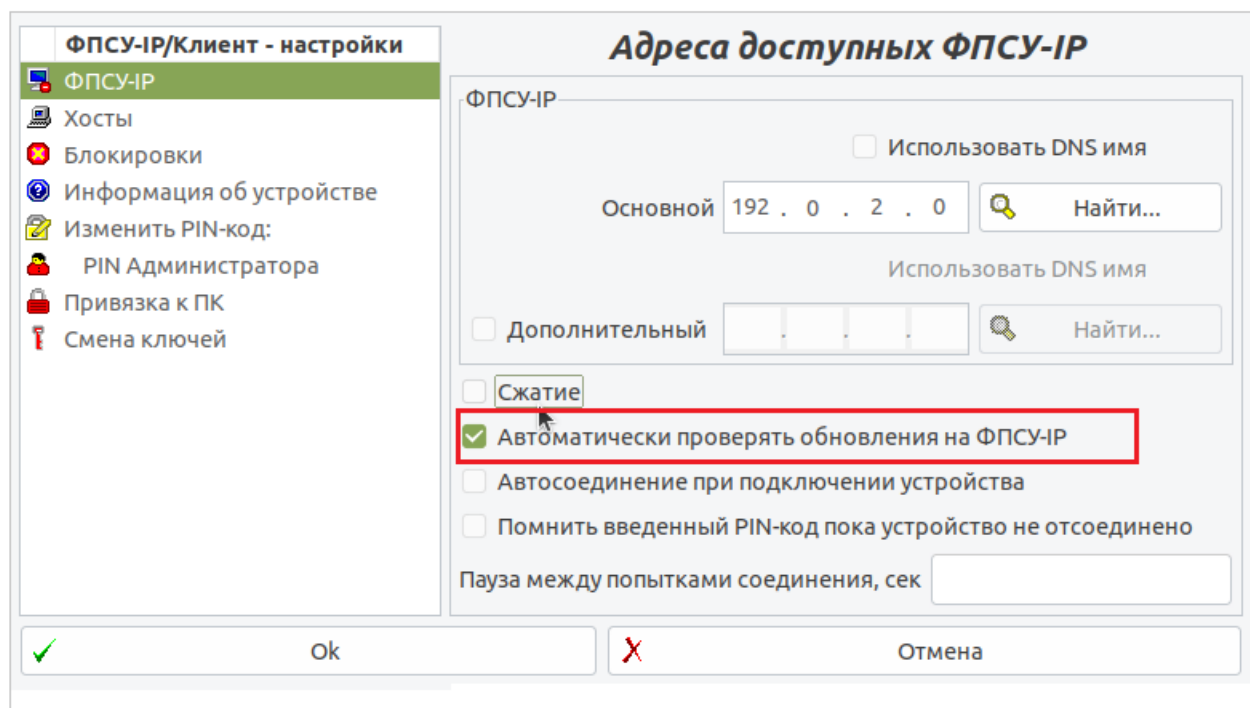 ФПСУ-IP/Клиент - настройки
ФПСУ-IP
Хосты
Блокировки
Информация об устройстве
Изменить PIN-код:
PIN Администратора
Привязка к ПК
Смена ключей
Адреса доступных ФПСУ-IP
ФПСУ-IP
Использовать DNS имя
Основной 192 . 0 . 2 . 0 Найти...
Использовать DNS имя
Дополнительный . . . Найти...
Сжатие
Автоматически проверять обновления на ФПСУ-IP
Автосоединение при подключении устройства
Помнить введенный PIN-код пока устройство не отсоединено
Пауза между попытками соединения, сек
Ok Отмена